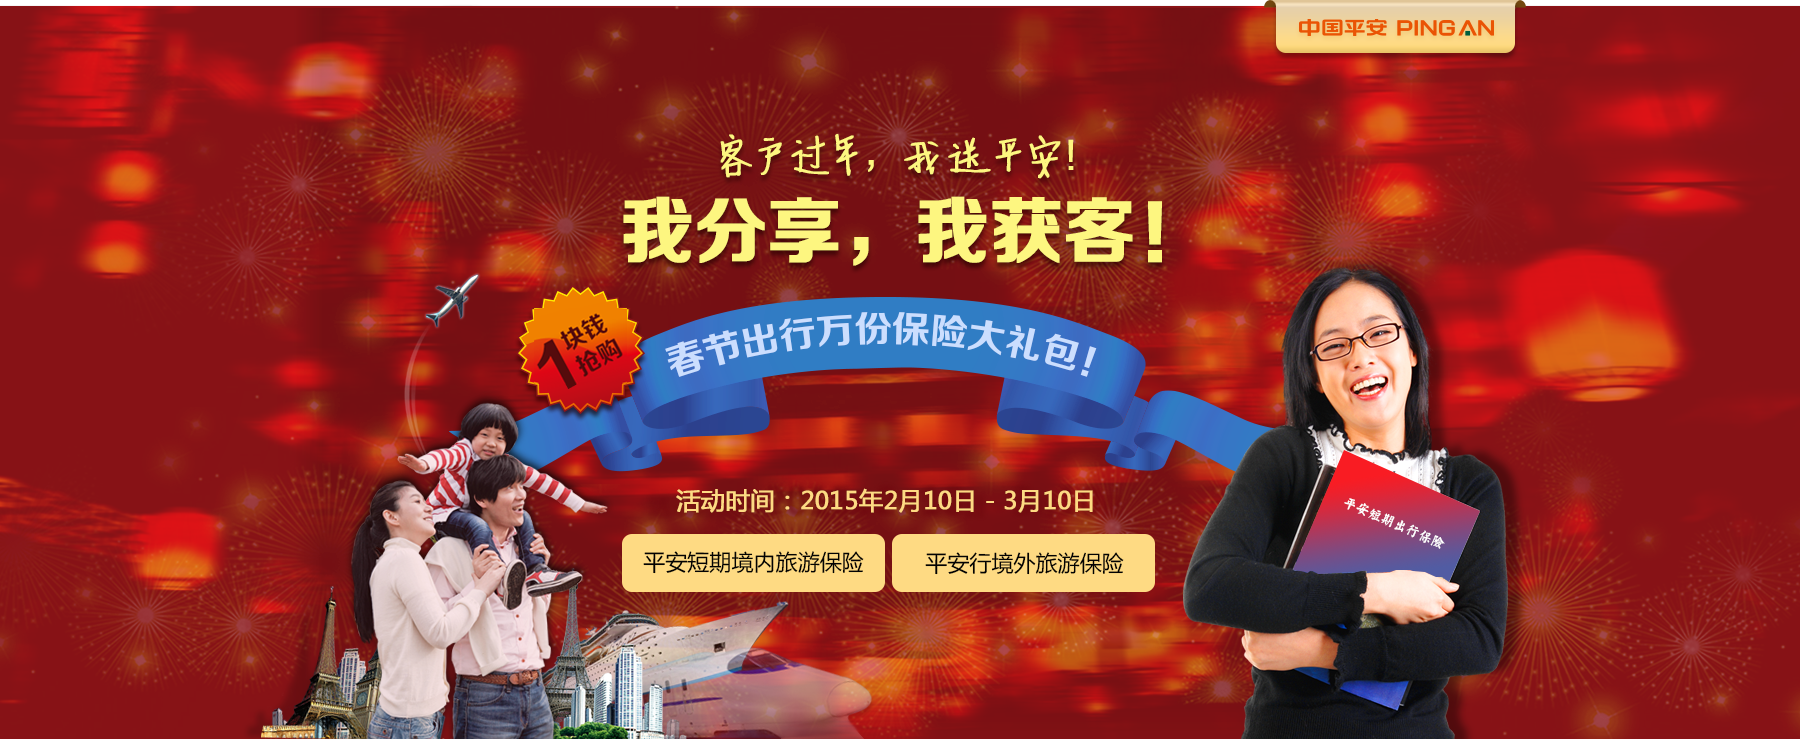 中国平安 PING AN
客户过年，我送平安！
我分享，我获客！
1块钱
抢购
春节出行万份保险大礼包！
活动时间：2015年2月10日 - 3月10日
平安短期境内旅游保险
平安行境外旅游保险
平安短期出行保险